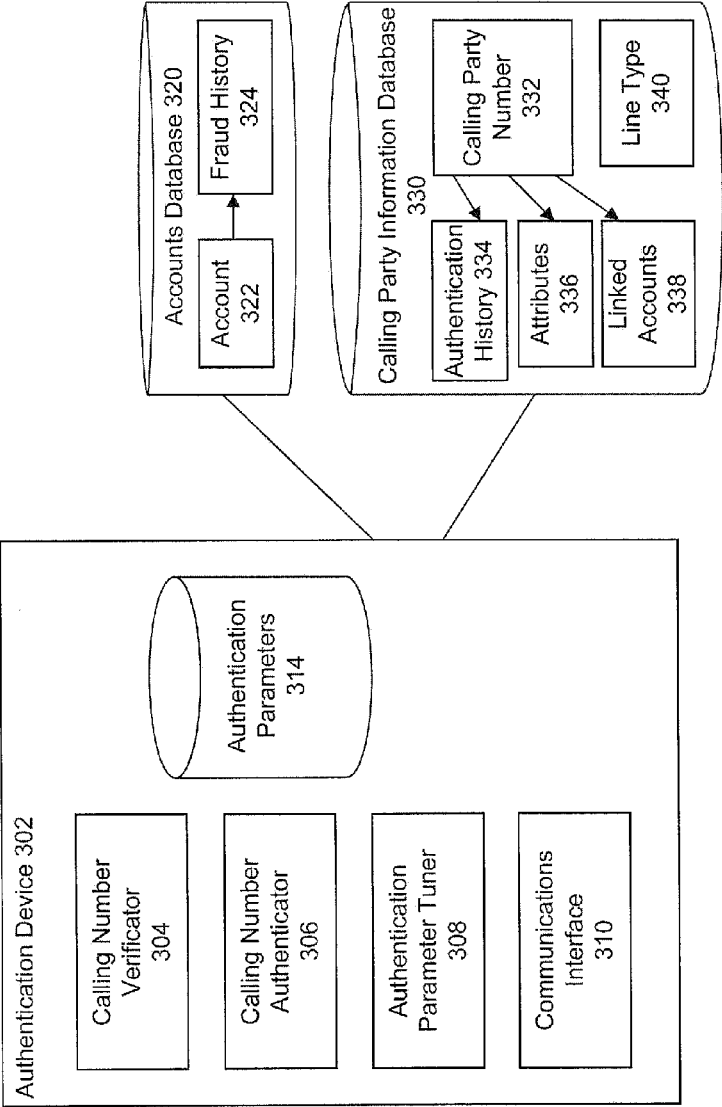 Authentication Device 302
Calling Number
Verificator
304
Calling Number
Authenticator
306
Authentication
Parameter Tuner
308
Communications
Interface
310
Authentication
Parameters
314
Accounts Database 320
Account
322
Fraud History
324
Calling Party Information Database
330
Authentication
History 334
Attributes
336
Linked
Accounts
338
Calling Party
Number
332
Line Type
340